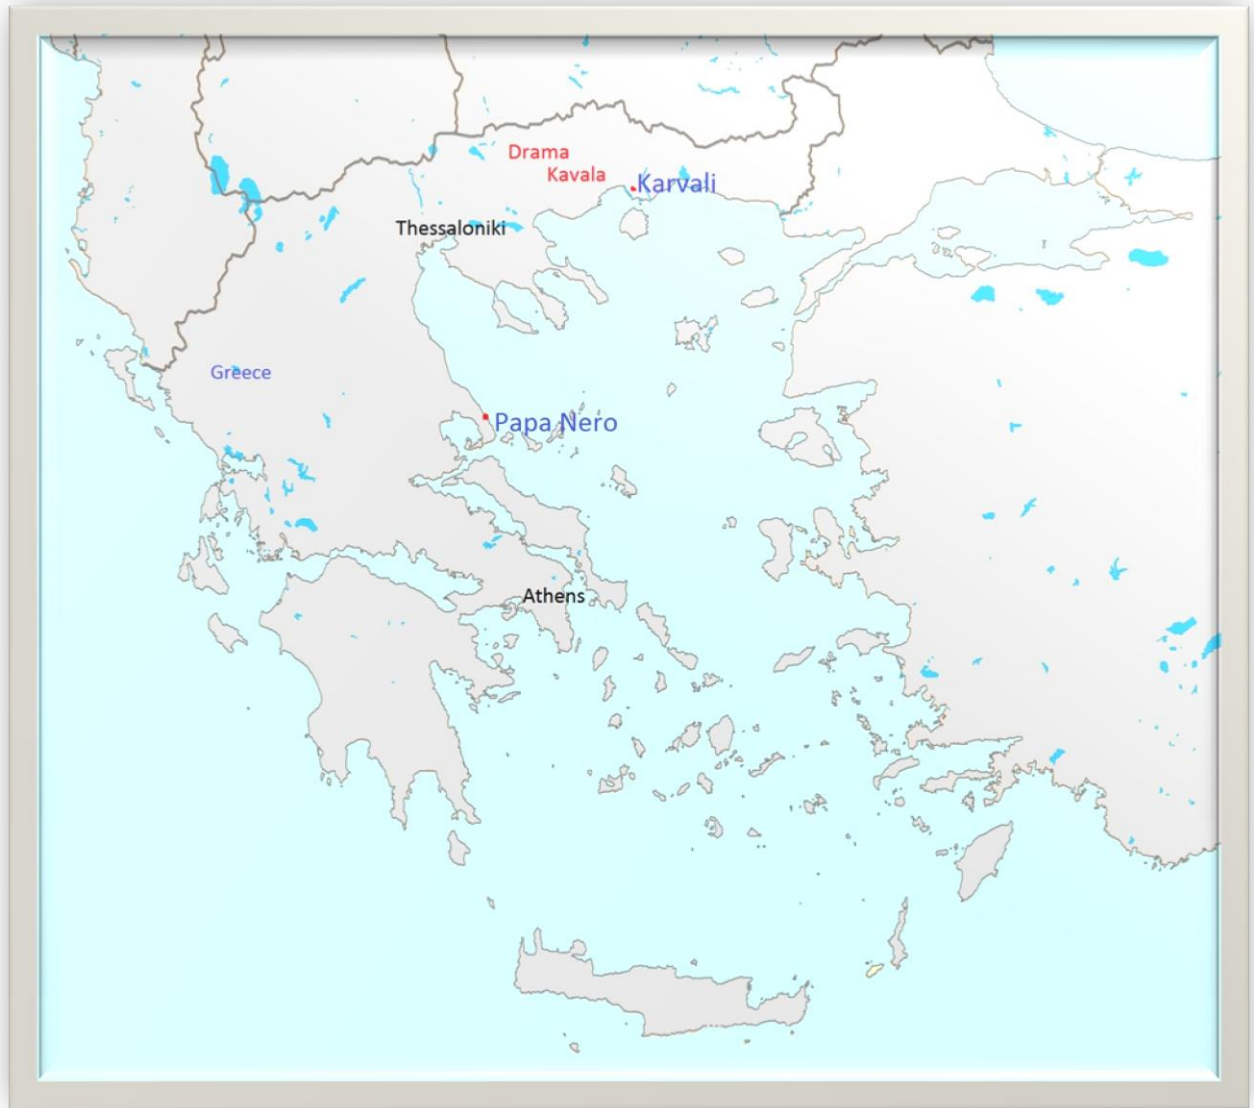 Drama
Kavala
Karvali
Thessaloniki
Greece
Papa Nero
Athens